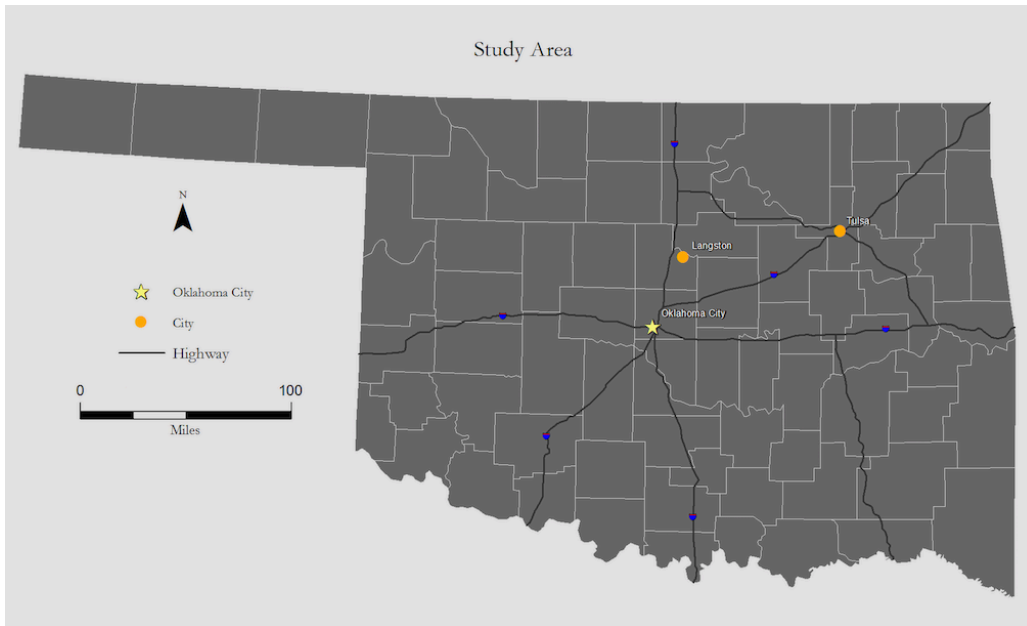 Study Area
N
Tulsa
Langston
Oklahoma City
Oklahoma City
City
Highway
0 100
Miles